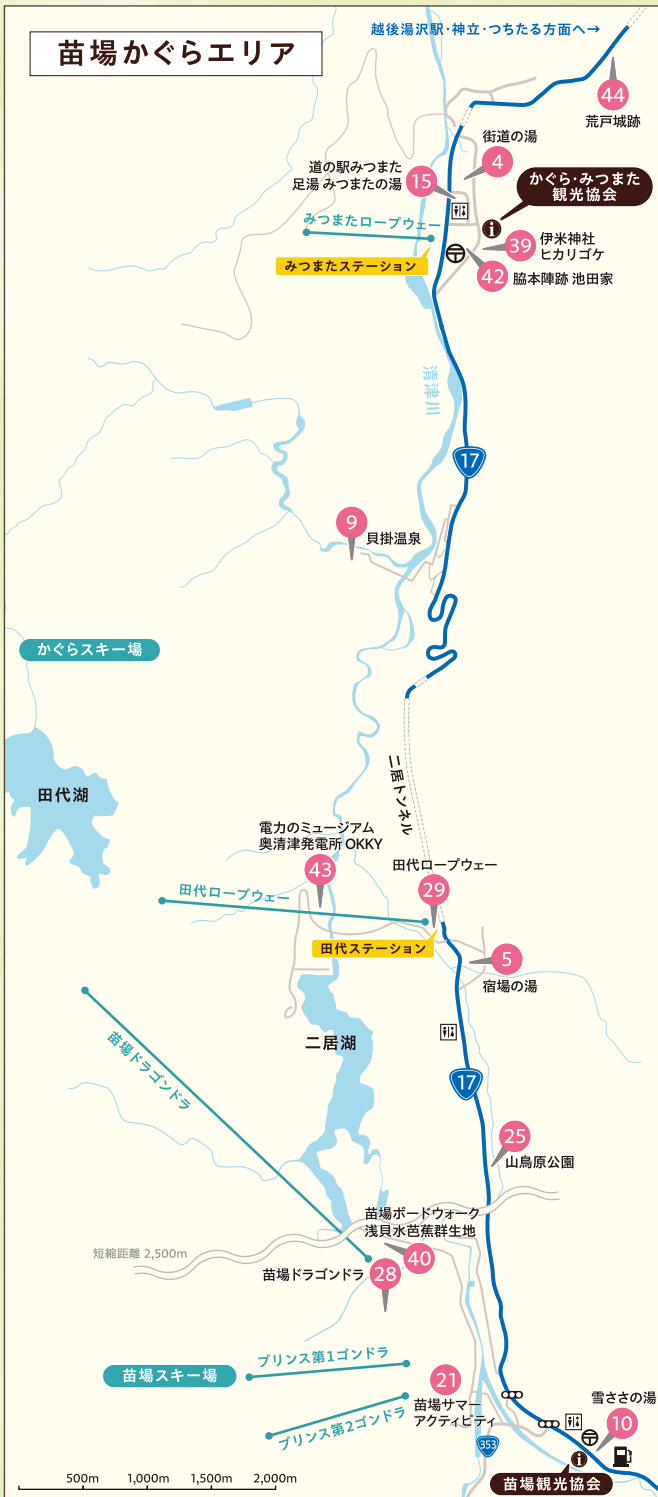 越後湯沢駅・神立・つちたる方面へ→
苗場かぐらエリア
44
荒戸城跡
街道の湯
4
道の駅みつまた
足湯 みつまたの湯
15
かぐら・みつまた
観光協会
i
みつまたロープウェー
みつまたステーション
39
伊米神社
ヒカリゴケ
42
脇本陣跡 池田家
清津川
17
9
貝掛温泉
かぐらスキー場
田代湖
二居トンネル
電力のミュージアム
奥清津発電所 OKKY
43
田代ロープウェー
29
田代ロープウェー
田代ステーション
5
宿場の湯
二居湖
苗場ドラゴンドラ
17
25
山鳥原公園
苗場ボードウォーク
浅貝水芭蕉群生地
40
短縮距離 2,500m
苗場ドラゴンドラ
28
プリンス第1ゴンドラ
苗場スキー場
21
苗場サマー
アクティビティ
プリンス第2ゴンドラ
雪ささの湯
10
353
i
苗場観光協会
500m 1,000m 1,500m 2,000m